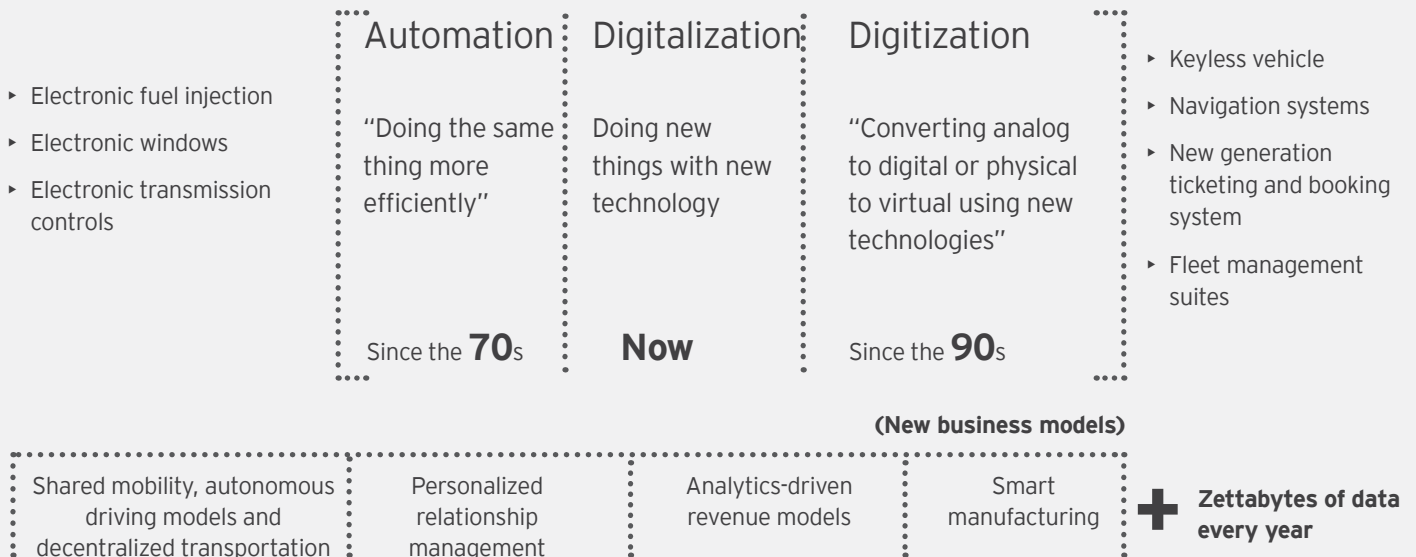 ▸ Electronic fuel injection
▸ Electronic windows
▸ Electronic transmission
controls
Automation
“Doing the same
thing more
efficiently”
Since the 70s
Digitalization
Doing new
things with new
technology
Now
Digitization
“Converting analog
to digital or physical
to virtual using new
technologies”
Since the 90s
▸ Keyless vehicle
▸ Navigation systems
▸ New generation
ticketing and booking
system
▸ Fleet management
suites
(New business models)
Shared mobility, autonomous
driving models and
decentralized transportation
Personalized
relationship
management
Analytics-driven
revenue models
Smart
manufacturing
+ Zettabytes of data
every year